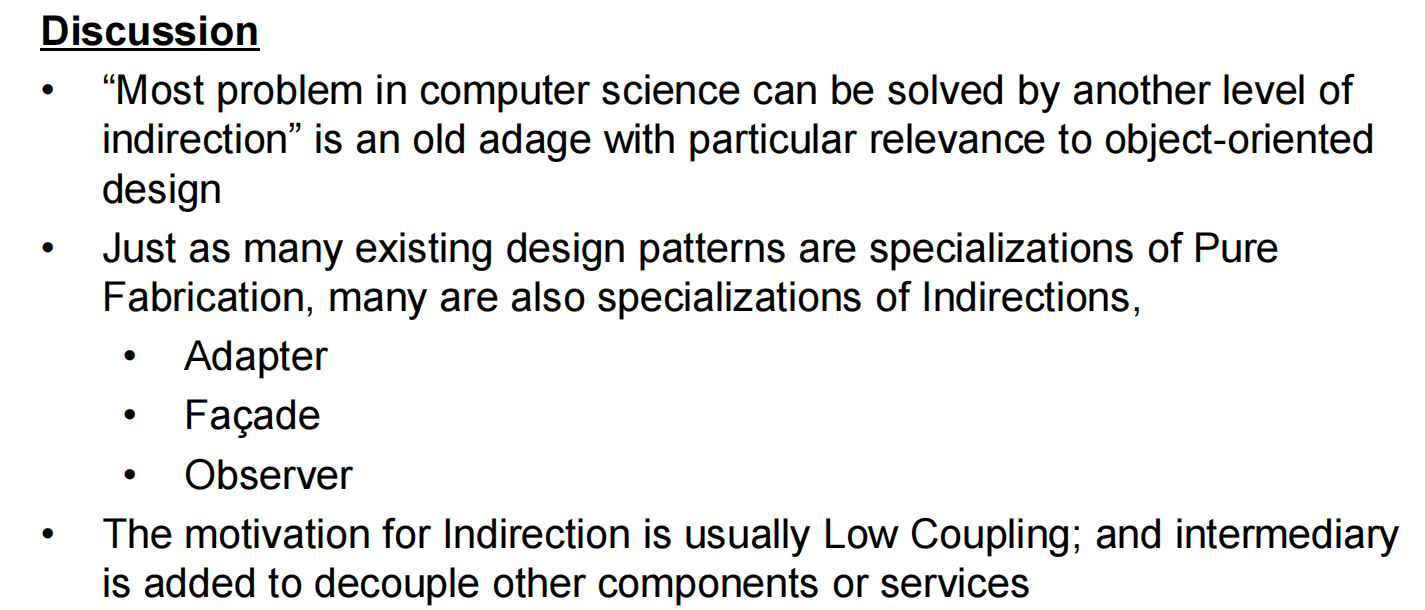 Discussion
• “Most problem in computer science can be solved by another level of
indirection” is an old adage with particular relevance to object-oriented
design
• Just as many existing design patterns are specializations of Pure
Fabrication, many are also specializations of Indirections,
• Adapter
• Façade
• Observer
• The motivation for Indirection is usually Low Coupling; and intermediary
is added to decouple other components or services